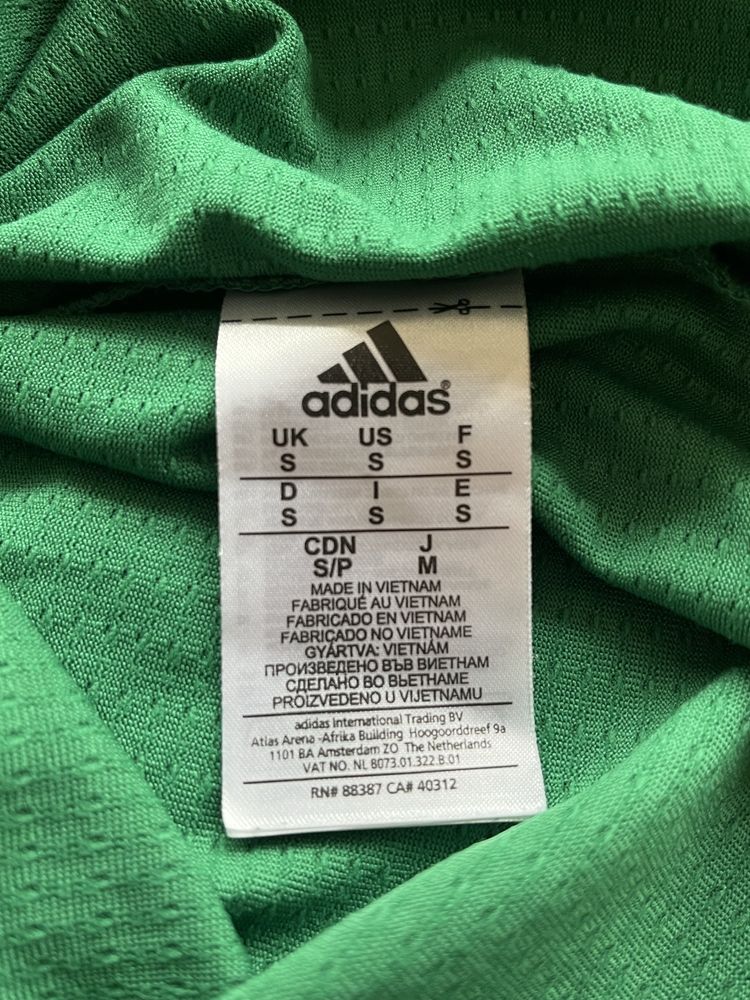 adidas®
UK US F
S S S
D I E
S S S
CDN J
S/P M
MADE IN VIETNAM
FABRIQUÉ AU VIETNAM
FABRICADO EN VIETNAM
FABRICADO NO VIETNAME
GYÁRTVA: VIETNÁM
ПРОИЗВЕДЕНО ВЪВ ВИЕТНАМ
СДЕЛАНО ВО ВЬЕТНАМЕ
PROIZVEDENO U VIJETNAMU
adidas International Trading BV
Atlas Arena -Afrika Building Hoogoorddreef 9a
1101 BA Amsterdam ZO The Netherlands
VAT NO. NL 8073.01.322.B.01
RN# 88387 CA# 40312